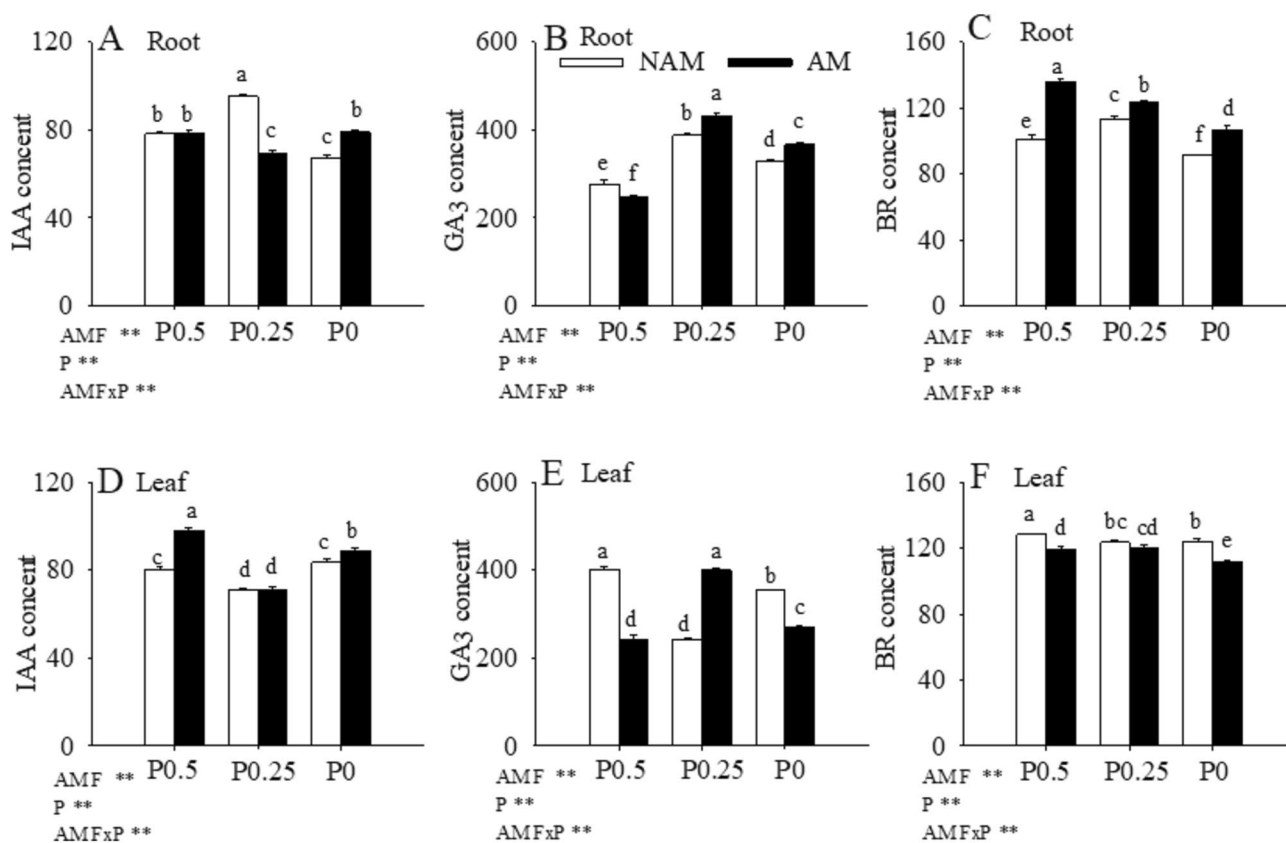 A Root
IAA concent
120
80
40
0
a
b b c c b
P0.5 P0.25 P0
AMF **
P **
AMFxP **
B Root
NAM AM
GA3 concent
600
400
200
0
e f b a d c
P0.5 P0.25 P0
AMF **
P **
AMFxP **
C Root
BR concent
160
120
80
40
0
e a c b f d
P0.5 P0.25 P0
AMF **
P **
AMFxP **
D Leaf
IAA concent
120
80
40
0
c a d d c b
P0.5 P0.25 P0
AMF **
P **
AMFxP **
E Leaf
GA3 concent
600
400
200
0
a d d a b c
P0.5 P0.25 P0
AMF **
P **
AMFxP **
F Leaf
BR concent
160
120
80
40
0
a d bc cd b e
P0.5 P0.25 P0
AMF **
P **
AMFxP **